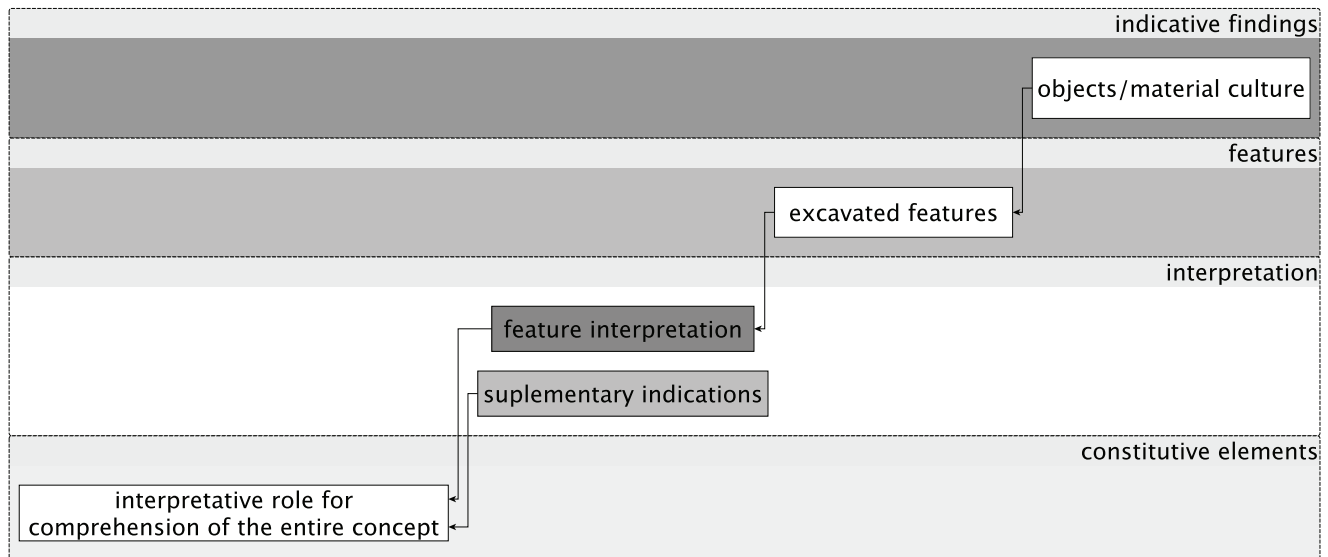 indicative findings
objects/material culture
features
excavated features
interpretation
feature interpretation
suplementary indications
constitutive elements
interpretative role for
comprehension of the entire concept